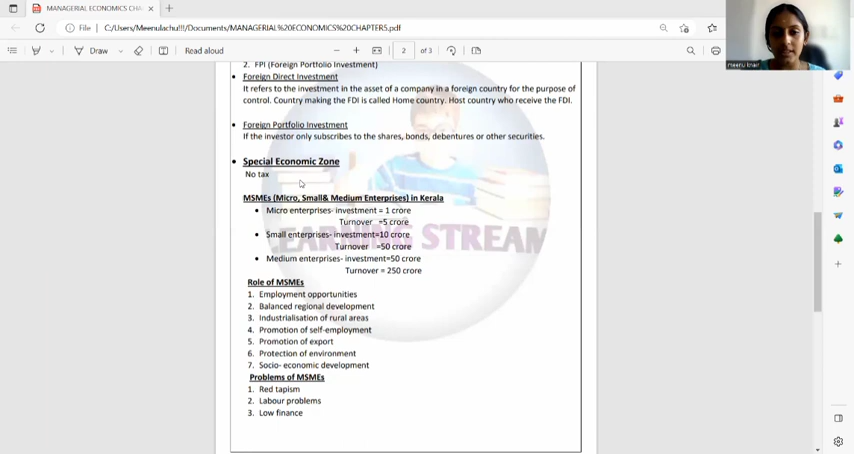 MANAGERIAL ECONOMICS CHA
File
C:/Users/Meenulachu!!!/Documents/MANAGERIAL%20ECONOMICS%20CHAPTER5.pdf
Draw
Read aloud
2
of 3
2. FPI (Foreign Portfolio Investment)
Foreign Direct Investment
It refers to the investment in the asset of a company in a foreign country for the purpose of
control. Country making the FDI is called Home country. Host country who receive the FDI.
Foreign Portfolio Investment
If the investor only subscribes to the shares, bonds, debentures or other securities.
Special Economic Zone
No tax
MSMEs (Micro, Small& Medium Enterprises) in Kerala
Micro enterprises- investment = 1 crore
Turnover =5 crore
Small enterprises- investment=10 crore
Turnover =50 crore
Medium enterprises- investment=50 crore
Turnover = 250 crore
LEARNING STREAM
Role of MSMEs
1. Employment opportunities
2. Balanced regional development
3. Industrialisation of rural areas
4. Promotion of self-employment
5. Promotion of export
6. Protection of environment
7. Socio- economic development
Problems of MSMEs
1. Red tapism
2. Labour problems
3. Low finance